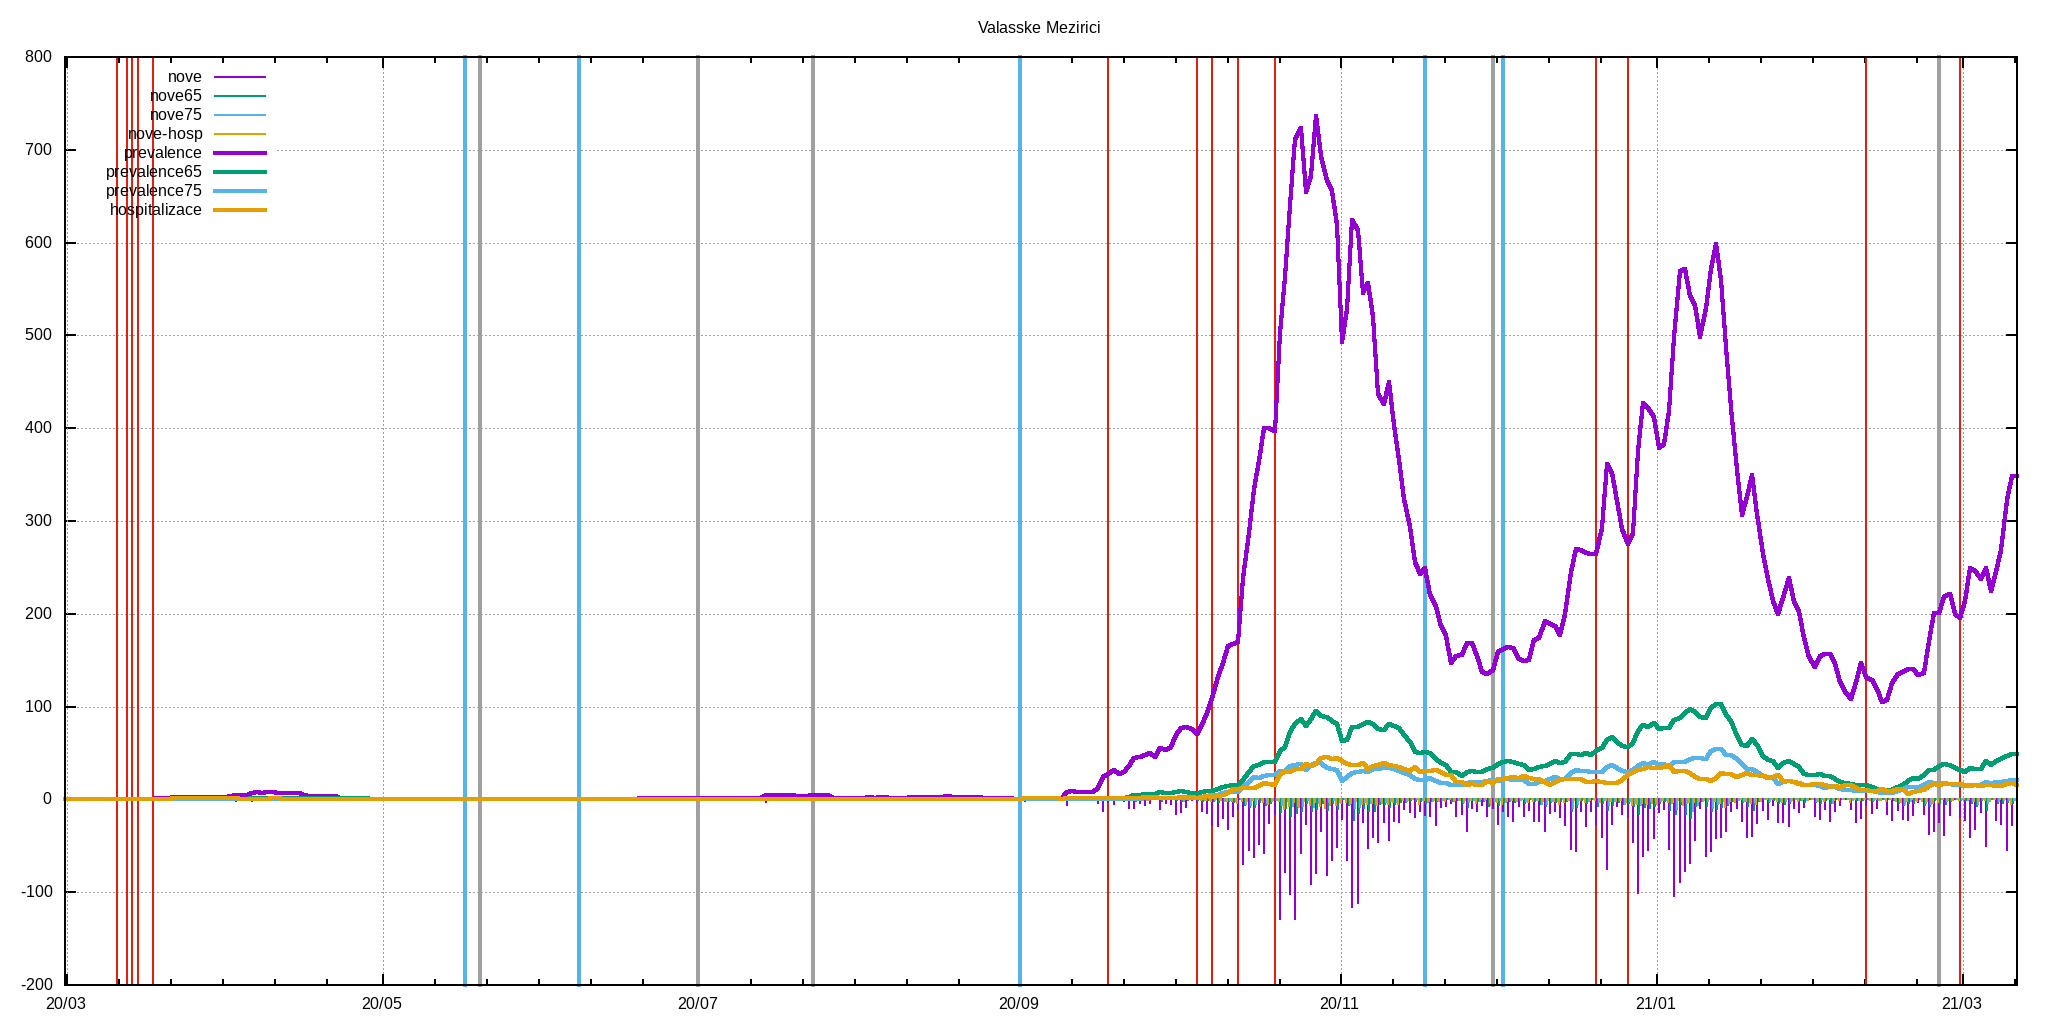 Valasske Mezirici
800
700
600
500
400
300
200
100
0
-100
-200
nove
nove65
nove75
nove-hosp
prevalence
prevalence65
prevalence75
hospitalizace
20/03 20/05 20/07 20/09 20/11 21/01 21/03